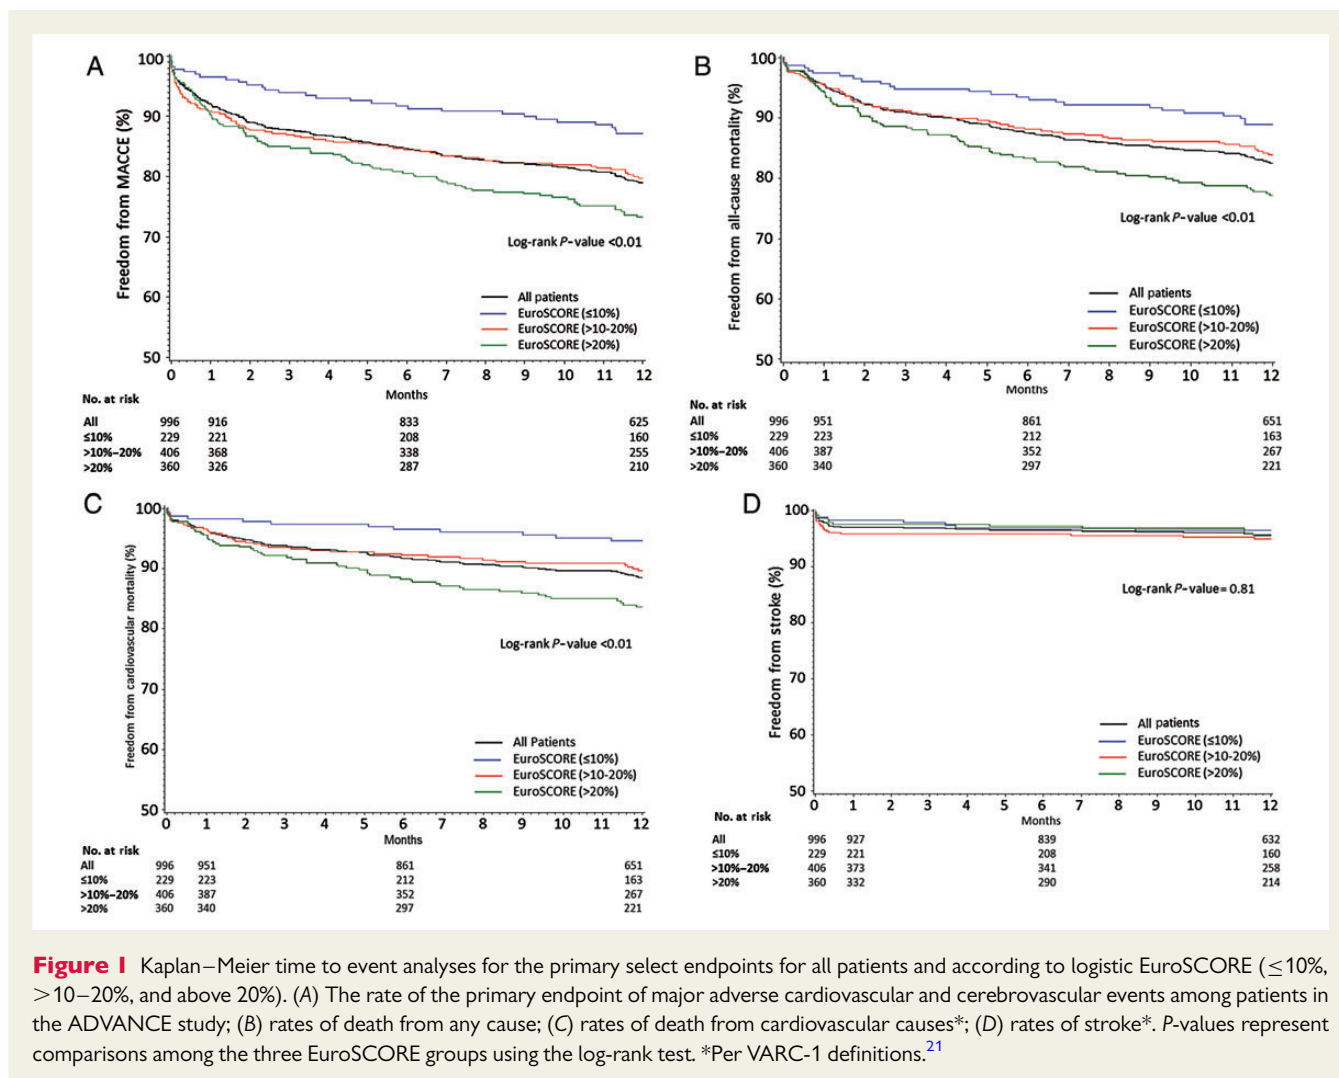 A
Freedom from MACCE (%)
100
90
80
70
60
50
Log-rank P-value <0.01
All patients
EuroSCORE (≤10%)
EuroSCORE (>10-20%)
EuroSCORE (>20%)
0 1 2 3 4 5 6 7 8 9 10 11 12
Months
No. at risk
All 996 916 833 625
≤10% 229 221 208 160
>10%–20% 406 368 338 255
>20% 360 326 287 210
B
Freedom from all-cause mortality (%)
100
90
80
70
60
50
Log-rank P-value <0.01
All patients
EuroSCORE (≤10%)
EuroSCORE (>10-20%)
EuroSCORE (>20%)
0 1 2 3 4 5 6 7 8 9 10 11 12
Months
No. at risk
All 996 951 861 651
≤10% 229 223 212 163
>10%–20% 406 387 352 267
>20% 360 340 297 221
C
Freedom from cardiovascular mortality (%)
100
90
80
70
60
50
Log-rank P-value <0.01
All Patients
EuroSCORE (≤10%)
EuroSCORE (>10-20%)
EuroSCORE (>20%)
0 1 2 3 4 5 6 7 8 9 10 11 12
Months
No. at risk
All 996 951 861 651
≤10% 229 223 212 163
>10%–20% 406 387 352 267
>20% 360 340 297 221
D
Freedom from stroke (%)
100
90
80
70
60
50
Log-rank P-value= 0.81
All patients
EuroSCORE (≤10%)
EuroSCORE (>10-20%)
EuroSCORE (>20%)
0 1 2 3 4 5 6 7 8 9 10 11 12
Months
No. at risk
All 996 927 839 632
≤10% 229 221 208 160
>10%–20% 406 373 341 258
>20% 360 332 290 214
Figure 1 Kaplan–Meier time to event analyses for the primary select endpoints for all patients and according to logistic EuroSCORE (≤10%,
>10–20%, and above 20%). (A) The rate of the primary endpoint of major adverse cardiovascular and cerebrovascular events among patients in
the ADVANCE study; (B) rates of death from any cause; (C) rates of death from cardiovascular causes*; (D) rates of stroke*. P-values represent
comparisons among the three EuroSCORE groups using the log-rank test. *Per VARC-1 definitions.21